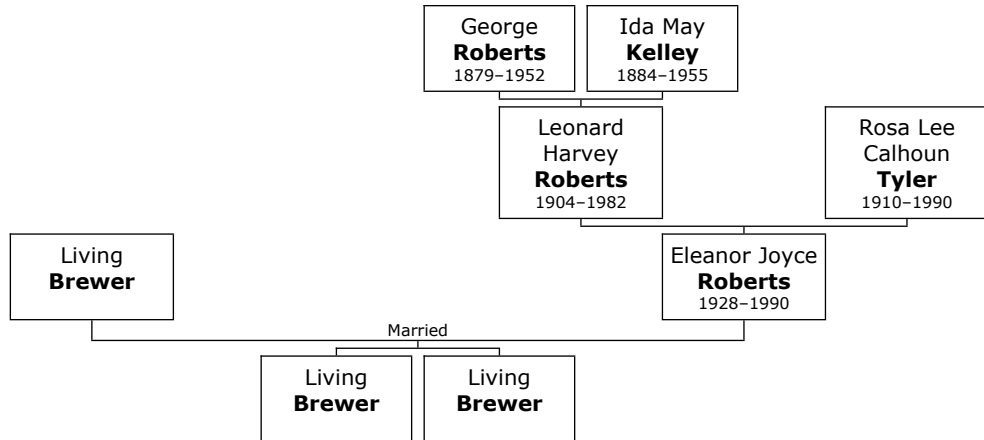 George
Roberts
1879–1952
Ida May
Kelley
1884–1955
Leonard
Harvey
Roberts
1904–1982
Rosa Lee
Calhoun
Tyler
1910–1990
Living
Brewer
Eleanor Joyce
Roberts
1928–1990
Married
Living
Brewer
Living
Brewer